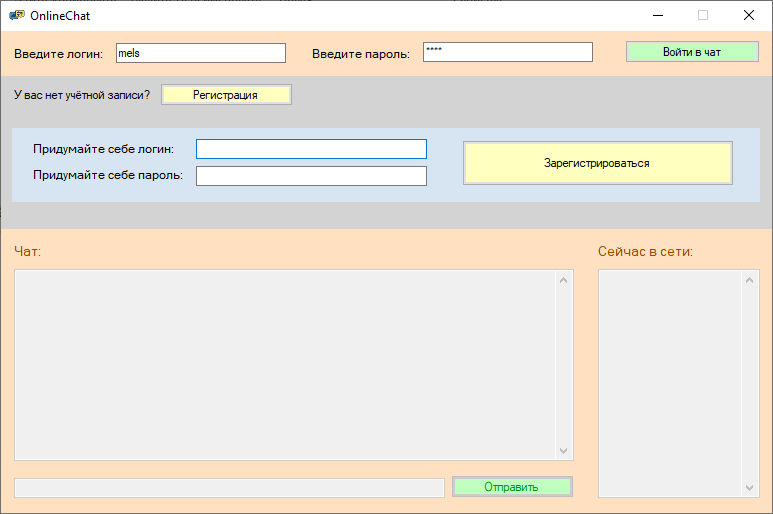 OnlineChat
Введите логин: mels Введите пароль: **** Войти в чат
У вас нет учётной записи? Регистрация
Придумайте себе логин:
Зарегистрироваться
Придумайте себе пароль:
Чат: Сейчас в сети:
Отправить